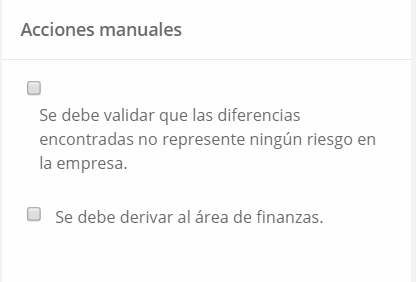 Acciones manuales
Se debe validar que las diferencias
encontradas no represente ningún riesgo en
la empresa.
Se debe derivar al área de finanzas.